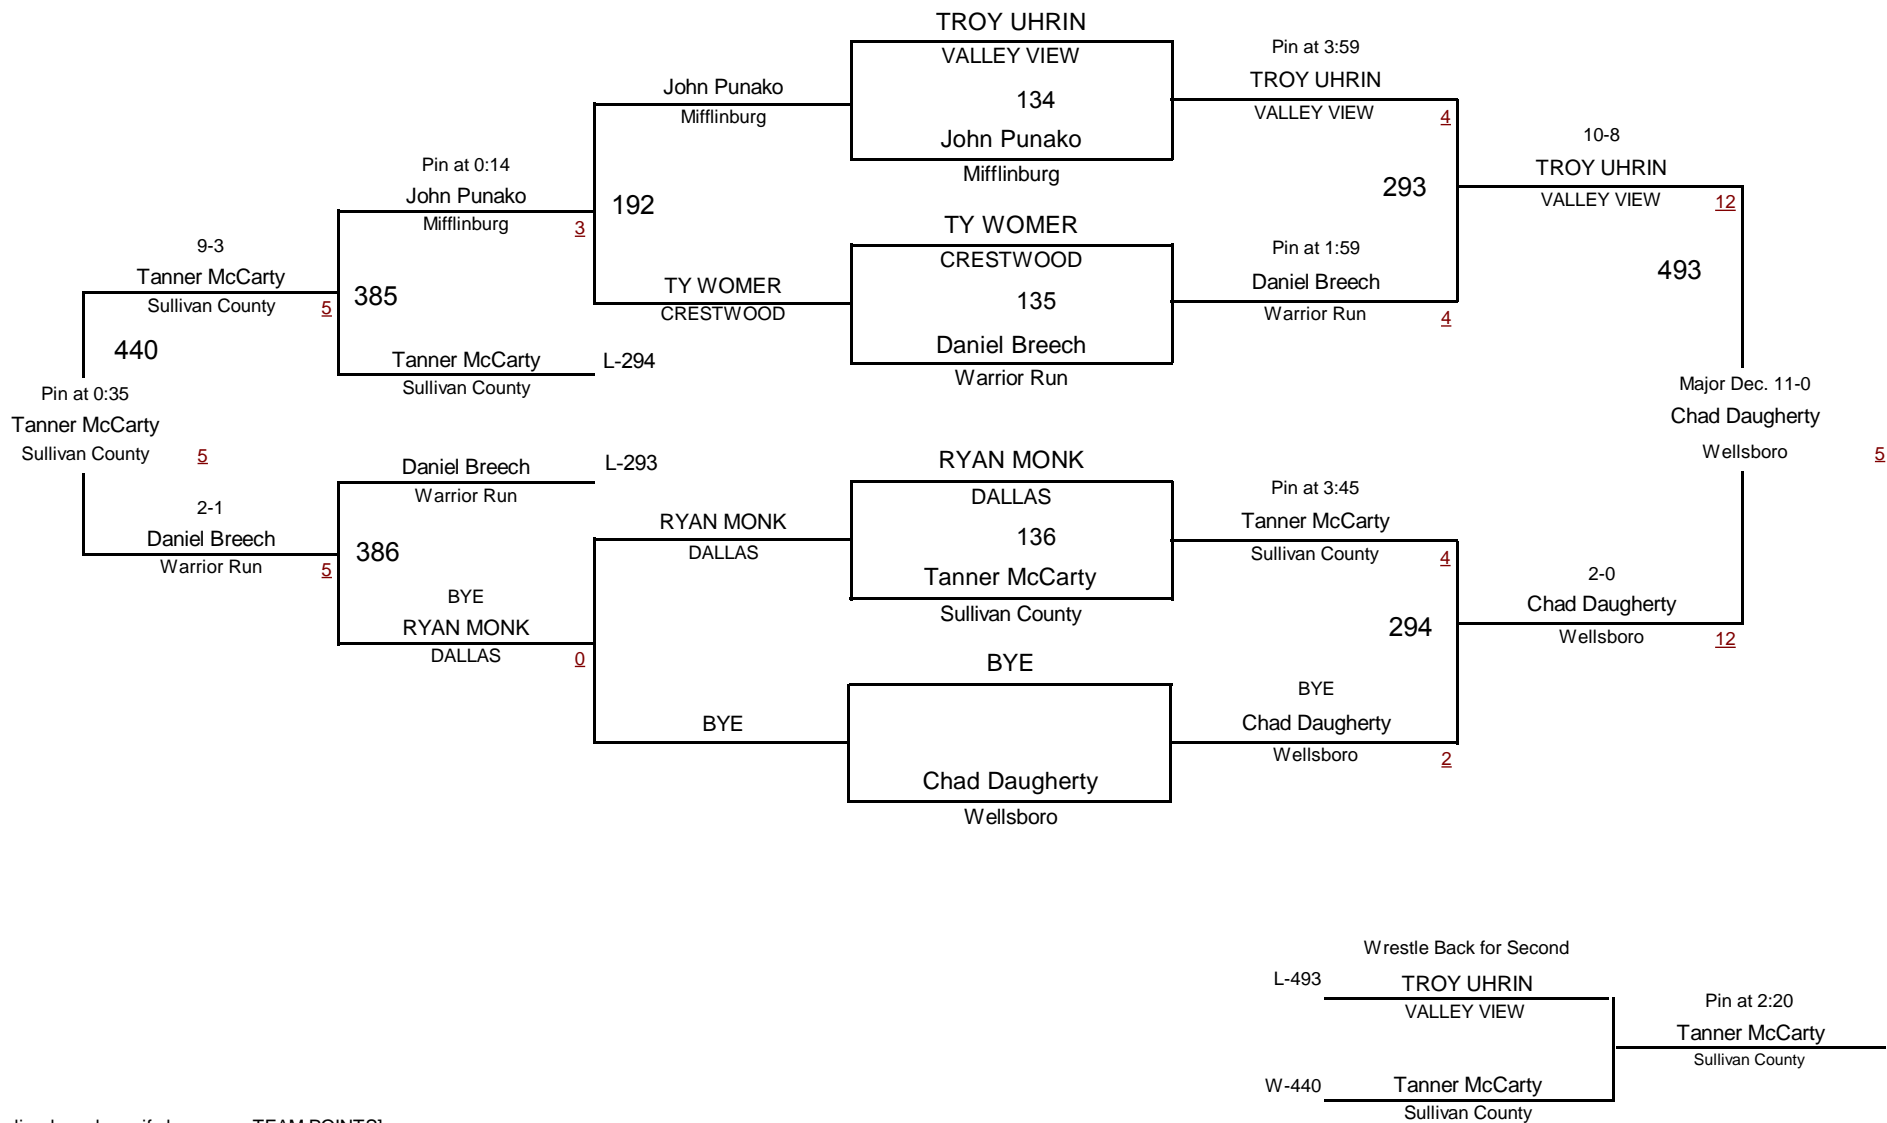 TROY UHRIN
VALLEY VIEW
134
John Punako
Mifflinburg
Pin at 3:59
TROY UHRIN
VALLEY VIEW
4
John Punako
Mifflinburg
10-8
TROY UHRIN
VALLEY VIEW
12
Pin at 0:14
John Punako
Mifflinburg
3
192
293
9-3
Tanner McCarty
Sullivan County
5
385
TY WOMER
CRESTWOOD
TY WOMER
CRESTWOOD
135
Daniel Breech
Warrior Run
Pin at 1:59
Daniel Breech
Warrior Run
4
493
440
Tanner McCarty
Sullivan County
L-294
Pin at 0:35
Tanner McCarty
Sullivan County
5
Major Dec. 11-0
Chad Daugherty
Wellsboro
5
Daniel Breech
Warrior Run
L-293
2-1
Daniel Breech
Warrior Run
5
386
RYAN MONK
DALLAS
RYAN MONK
DALLAS
136
Tanner McCarty
Sullivan County
Pin at 3:45
Tanner McCarty
Sullivan County
4
BYE
RYAN MONK
DALLAS
0
294
2-0
Chad Daugherty
Wellsboro
12
BYE
BYE
Chad Daugherty
Wellsboro
BYE
Chad Daugherty
Wellsboro
2
Wrestle Back for Second
L-493
TROY UHRIN
VALLEY VIEW
Pin at 2:20
Tanner McCarty
Sullivan County
W-440
Tanner McCarty
Sullivan County
TEAM POINTS]